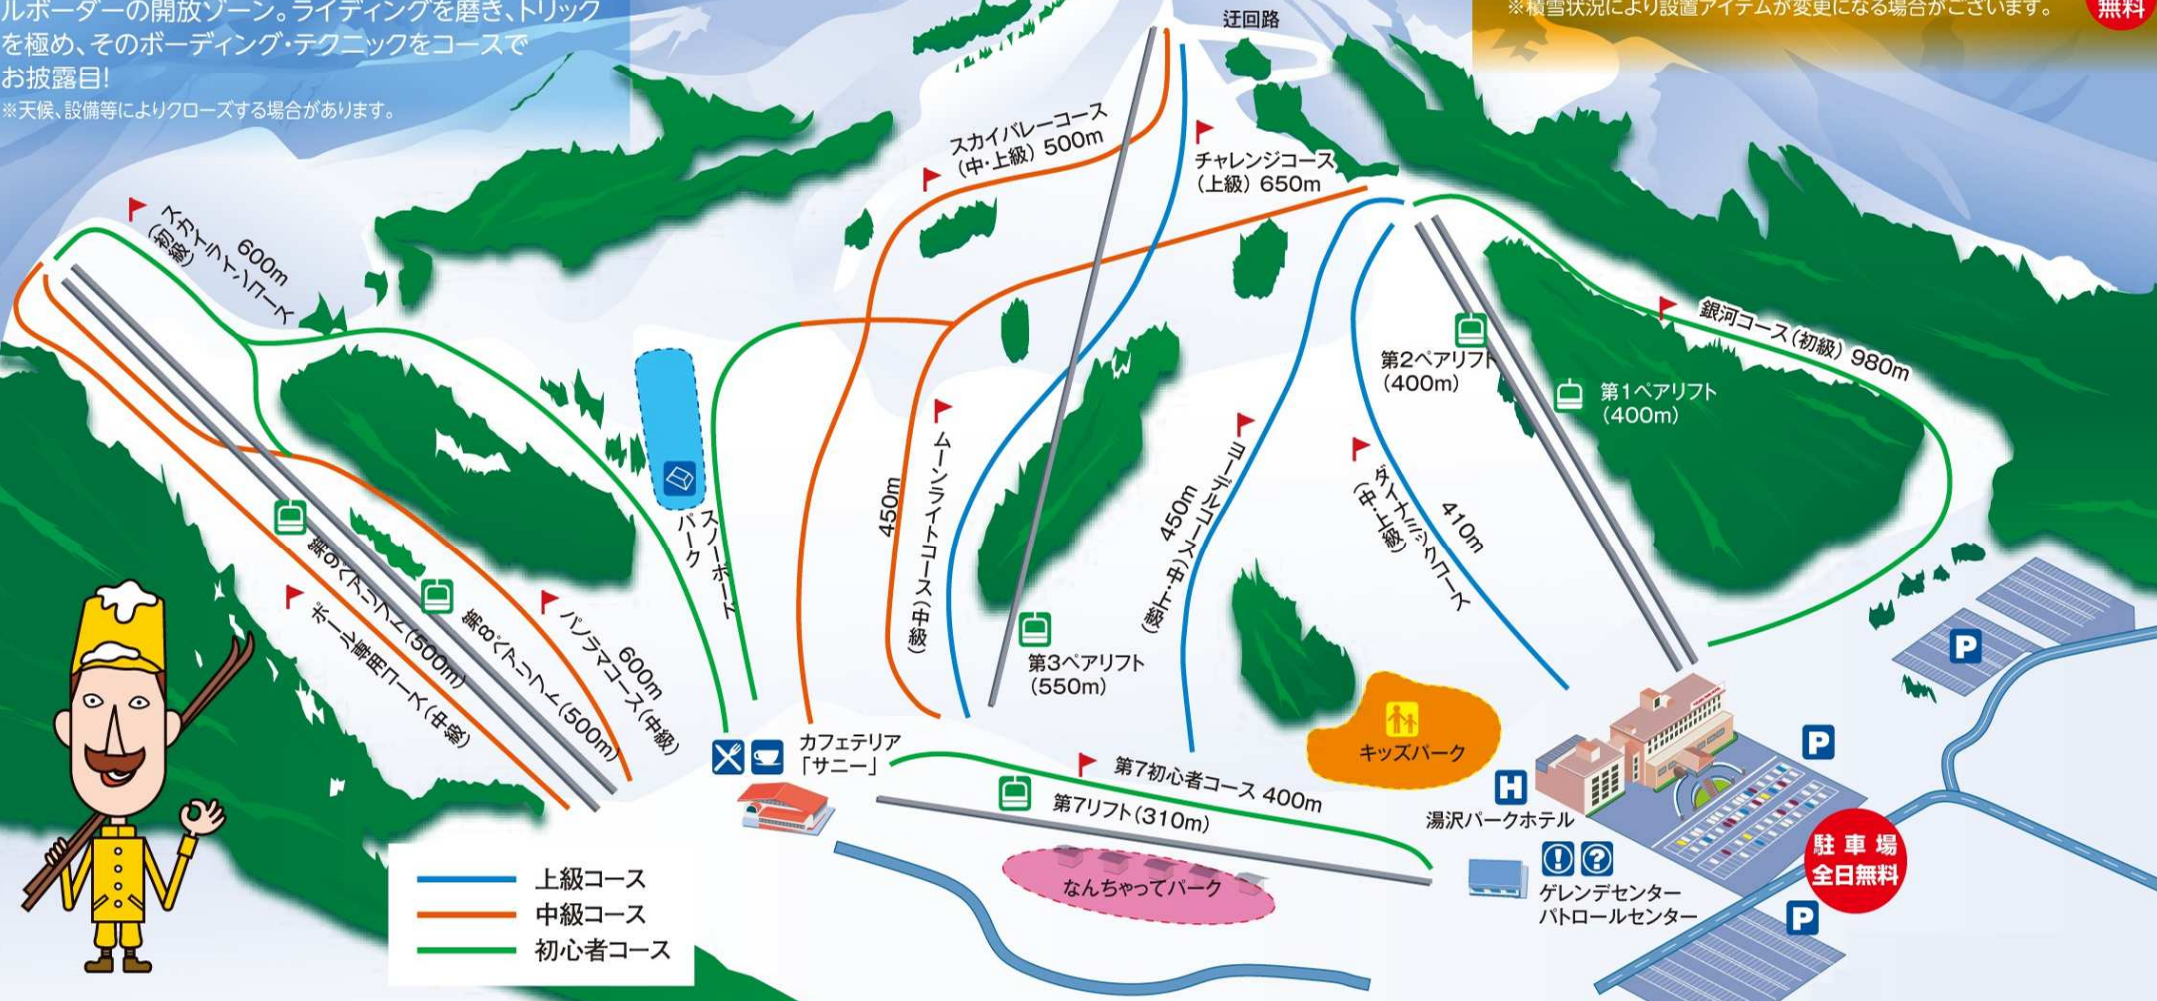 ルボーダーの開放ゾーン。ライディングを磨き、トリック
を極め、そのボーディング・テクニックをコースで
お披露目!
※天候、設備等によりクローズする場合があります。
※積雪状況により設置アイテムが変更になる場合がございます。
無料
迂回路
スカイバレーコース
(中・上級) 500m
チャレンジコース
(上級) 650m
スカイラインコース
(初級)
600m
銀河コース(初級) 980m
第2ペアリフト
(400m)
第1ペアリフト
(400m)
スノーボード
パーク
450m
ムーンライトコース(中級)
450m
ヨーデルコース(中・上級)
ダイナミックコース
(中・上級)
410m
第9ペアリフト(500m)
第8ペアリフト(500m)
ポール専用コース(中級)
パノラマコース(中級)
600m
第3ペアリフト
(550m)
カフェテリア
「サニー」
キッズパーク
第7初心者コース 400m
第7リフト(310m)
なんちゃってパーク
H
湯沢パークホテル
P
P
P
駐車場
全日無料
ゲレンデセンター
パトロールセンター
上級コース
中級コース
初心者コース